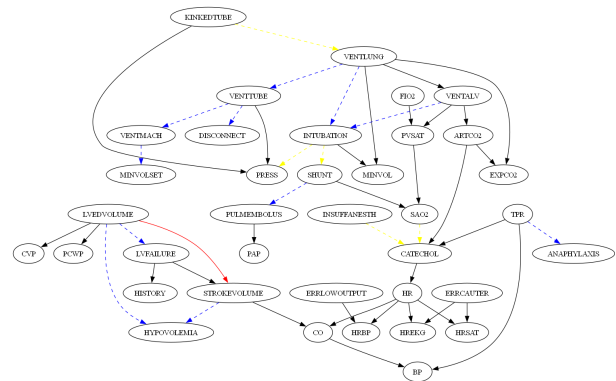 KINKEDTUBE
VENTLUNG
VENTTUBE
FIO2
VENTALV
VENTMACH
DISCONNECT
INTUBATION
PVSAT
ARTCO2
MINVOLSET
PRESS
SHUNT
MINVOL
EXPCO2
LVEDVOLUME
PULMEMBOLUS
INSUFFANESTH
SAO2
TPR
CVP
PCWP
LVFAILURE
PAP
CATECHOL
ANAPHYLAXIS
HISTORY
STROKEVOLUME
ERRLOWOUTPUT
HR
ERRCAUTER
HYPOVOLEMIA
CO
HRBP
HREKG
HRSAT
BP